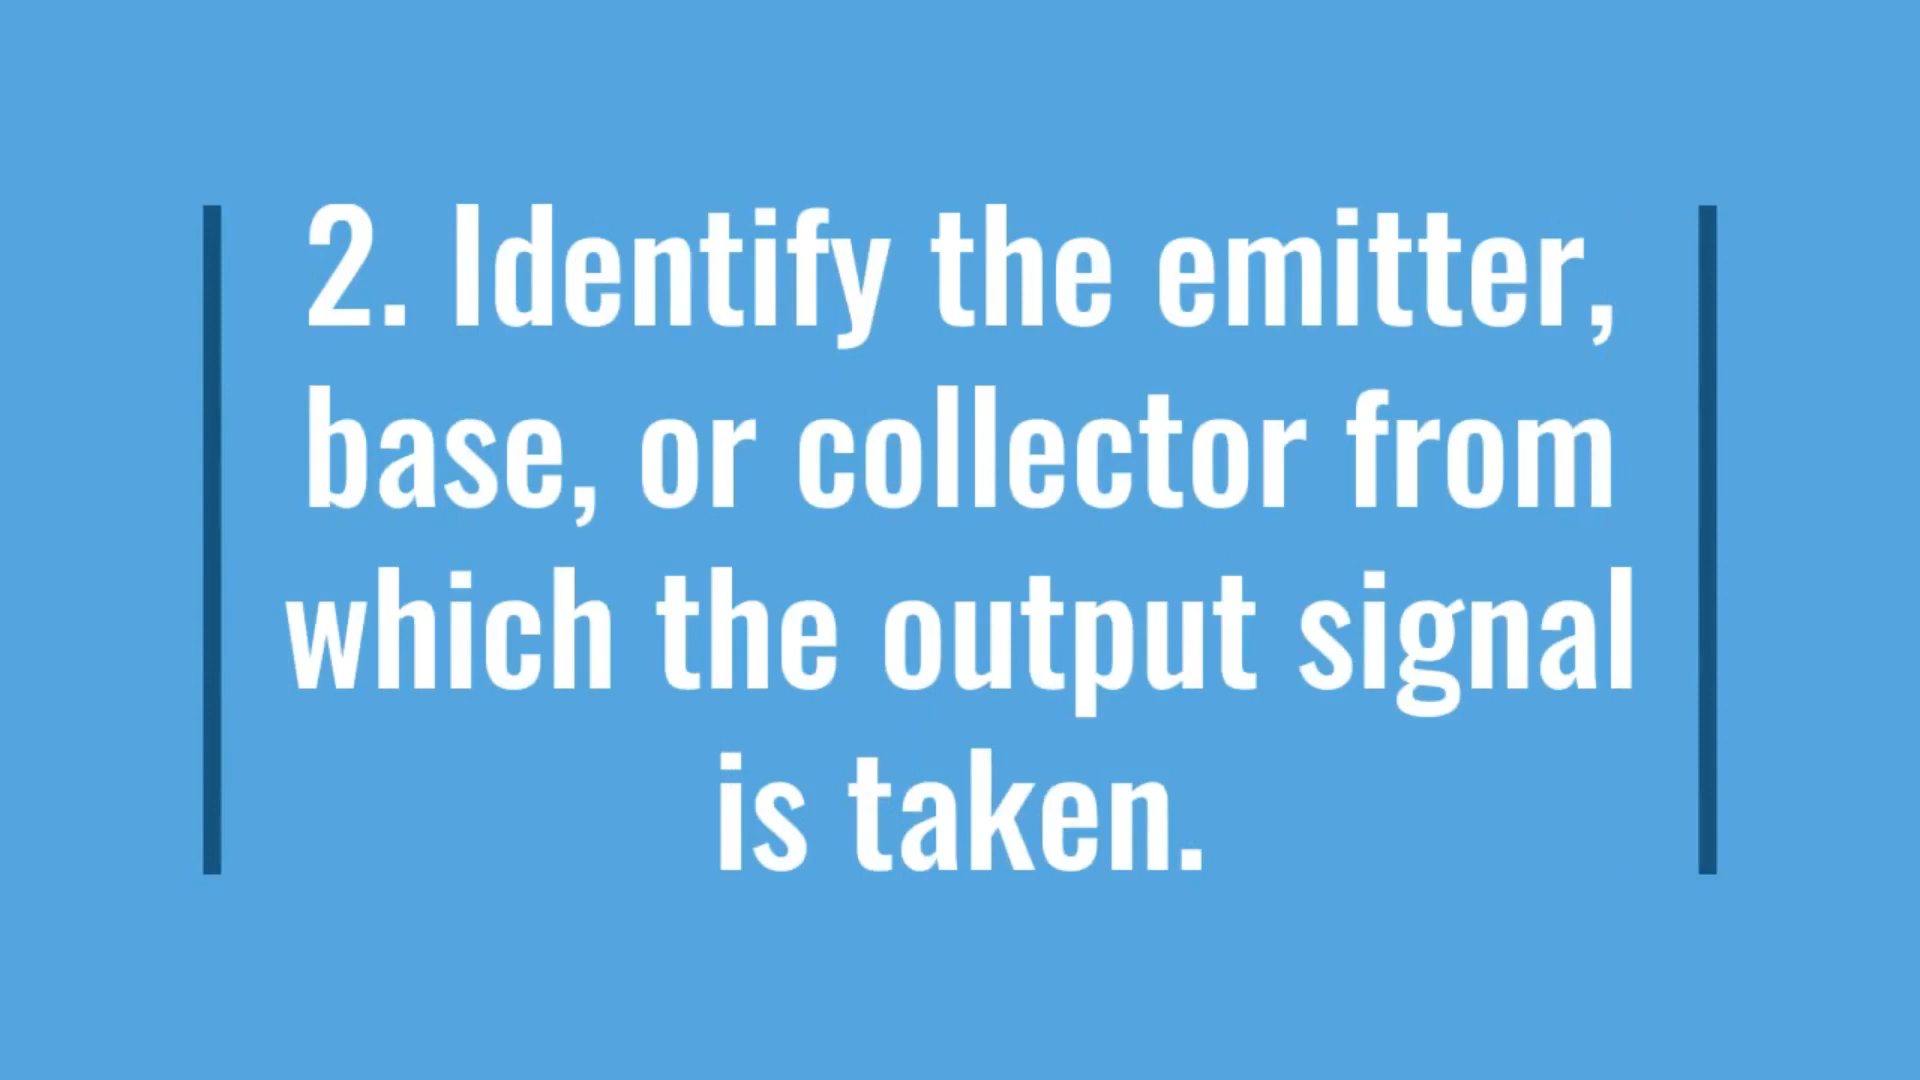 2. Identify the emitter,
base, or collector from
which the output signal
is taken.